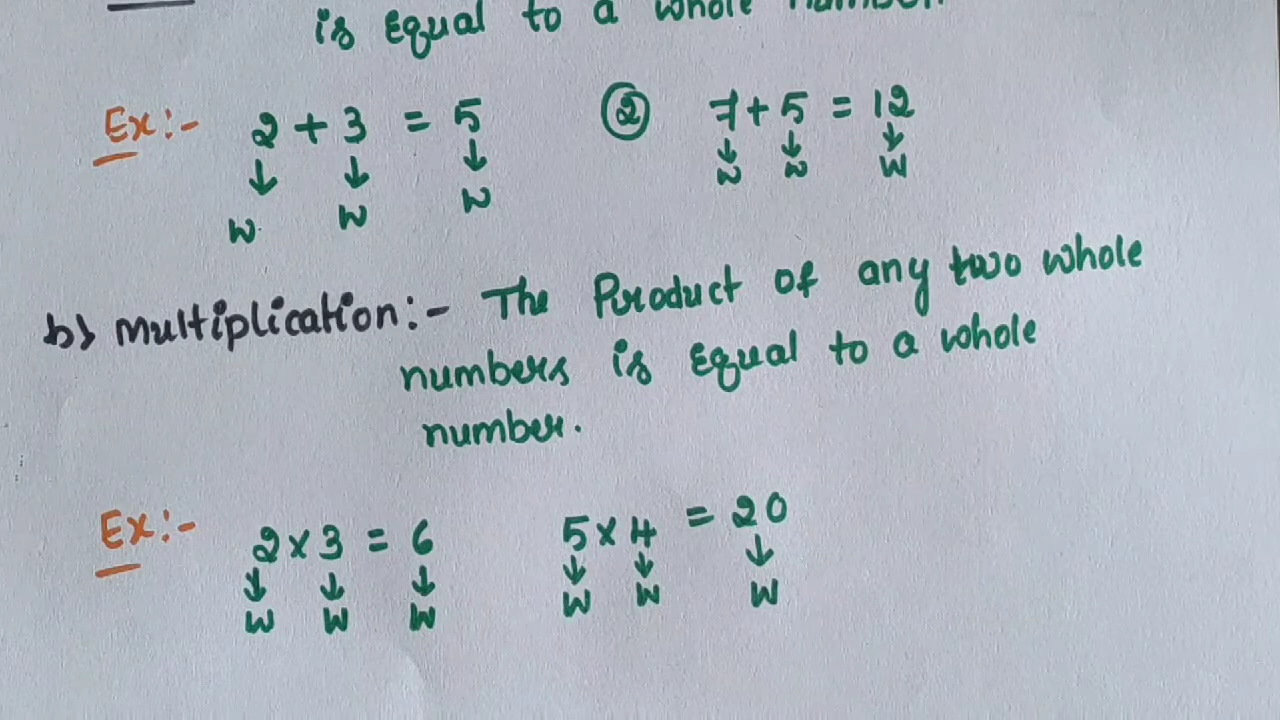 is Equal to a whole number.
Ex:- 2 + 3 = 5 ② 7 + 5 = 12
↓ ↓ ↓ ↓ ↓ ↓
W W W W W W
b) Multiplication:- The Product of any two whole
numbers is Equal to a whole
number.
Ex:- 2 × 3 = 6 5 × 4 = 20
↓ ↓ ↓ ↓ ↓ ↓
W W W W W W